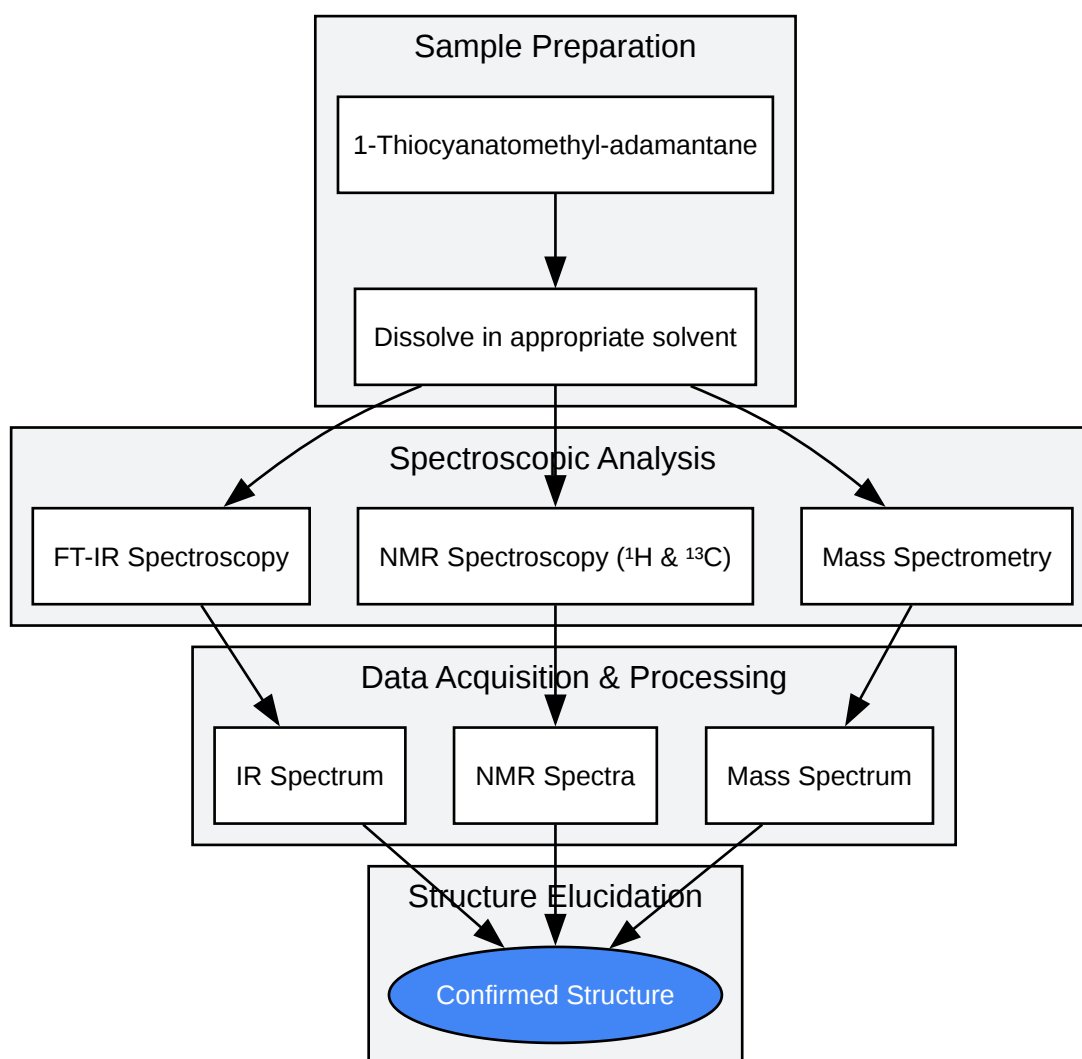 Sample Preparation
1-Thiocyanatomethyl-adamantane
Dissolve in appropriate solvent
Spectroscopic Analysis
FT-IR Spectroscopy
NMR Spectroscopy (¹H & ¹³C)
Mass Spectrometry
Data Acquisition & Processing
IR Spectrum
NMR Spectra
Mass Spectrum
Structure Elucidation
Confirmed Structure